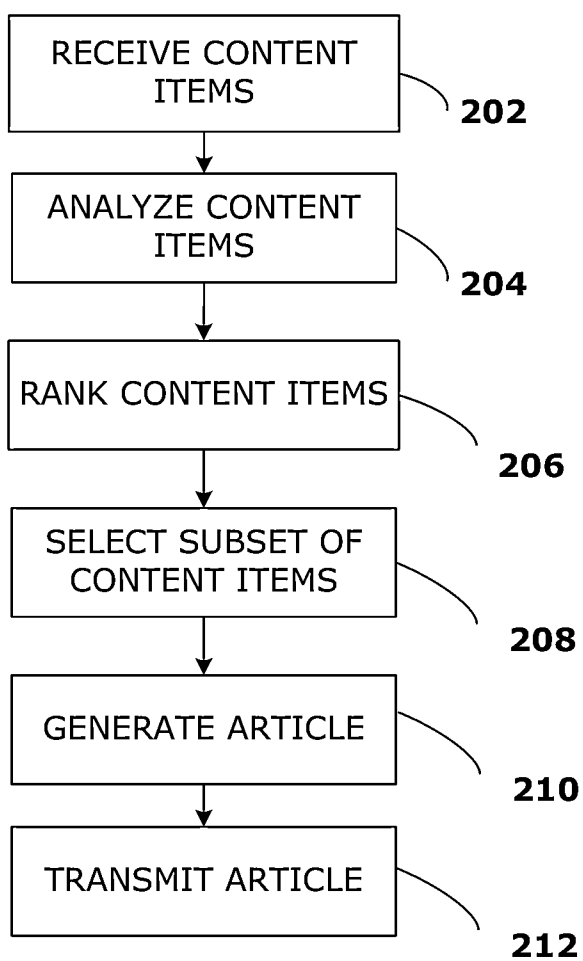 RECEIVE CONTENT
ITEMS
202
ANALYZE CONTENT
ITEMS
204
RANK CONTENT ITEMS
206
SELECT SUBSET OF
CONTENT ITEMS
208
GENERATE ARTICLE
210
TRANSMIT ARTICLE
212